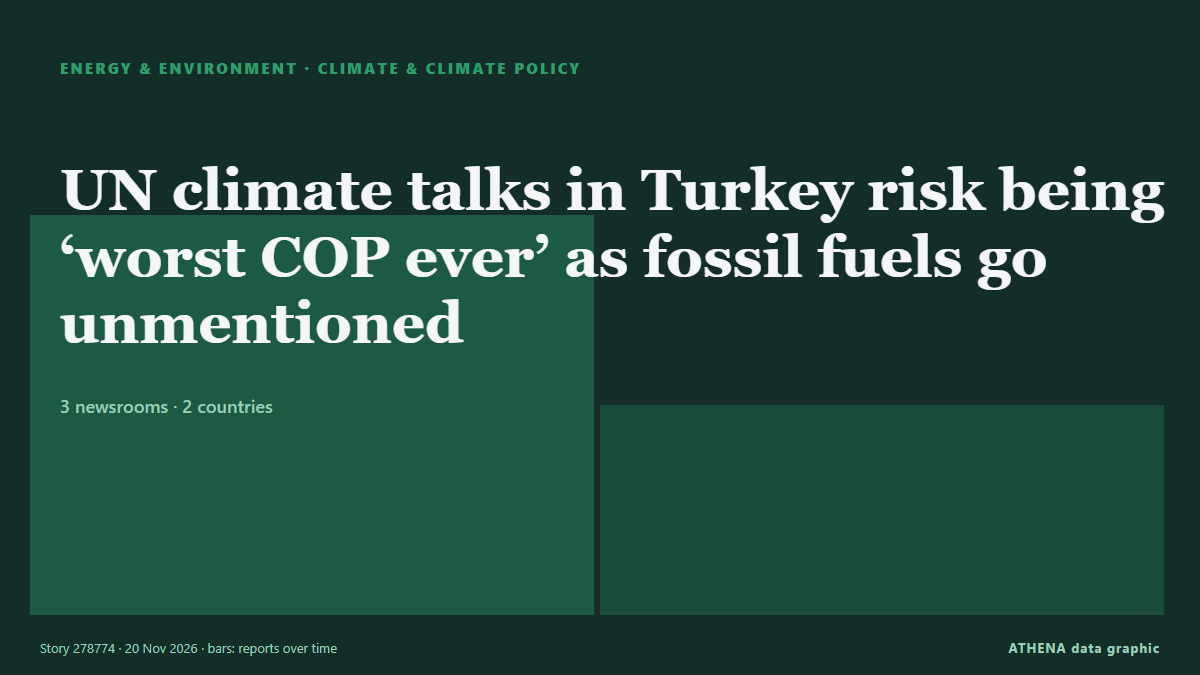 ENERGY & ENVIRONMENT · CLIMATE & CLIMATE POLICY
UN climate talks in Turkey risk being
‘worst COP ever’ as fossil fuels go
unmentioned
3 newsrooms · 2 countries
Story 278774 · 20 Nov 2026 · bars: reports over time
ATHENA data graphic